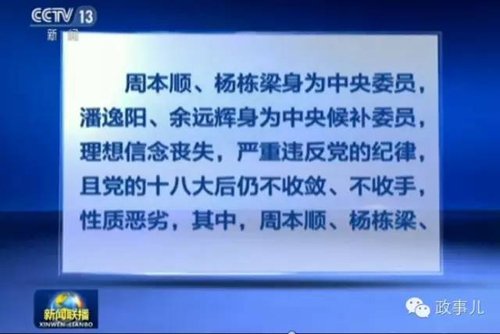 CCTV 13
新闻
周本顺、杨栋梁身为中央委员，
潘逸阳、余远辉身为中央候补委员，
理想信念丧失，严重违反党的纪律，
且党的十八大后仍不收敛、不收手，
性质恶劣，其中，周本顺、杨栋梁、
新闻联播
XINWEN LIANBO
政事儿